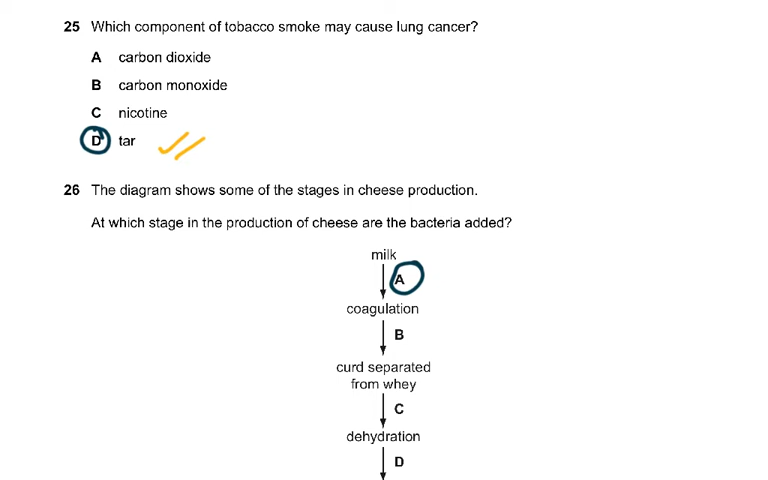 25 Which component of tobacco smoke may cause lung cancer?
A carbon dioxide
B carbon monoxide
C nicotine
D tar
26 The diagram shows some of the stages in cheese production.
At which stage in the production of cheese are the bacteria added?
milk
A
coagulation
B
curd separated
from whey
C
dehydration
D